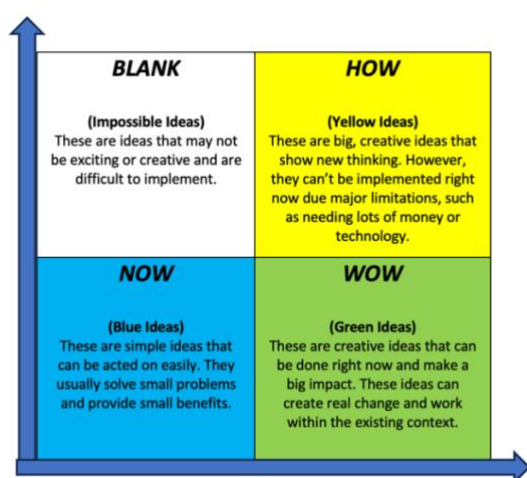 BLANK
(Impossible Ideas)
These are ideas that may not
be exciting or creative and are
difficult to implement.
HOW
(Yellow Ideas)
These are big, creative ideas that
show new thinking. However,
they can't be implemented right
now due major limitations, such
as needing lots of money or
technology.
NOW
(Blue Ideas)
These are simple ideas that
can be acted on easily. They
usually solve small problems
and provide small benefits.
WOW
(Green Ideas)
These are creative ideas that can
be done right now and make a
big impact. These ideas can
create real change and work
within the existing context.